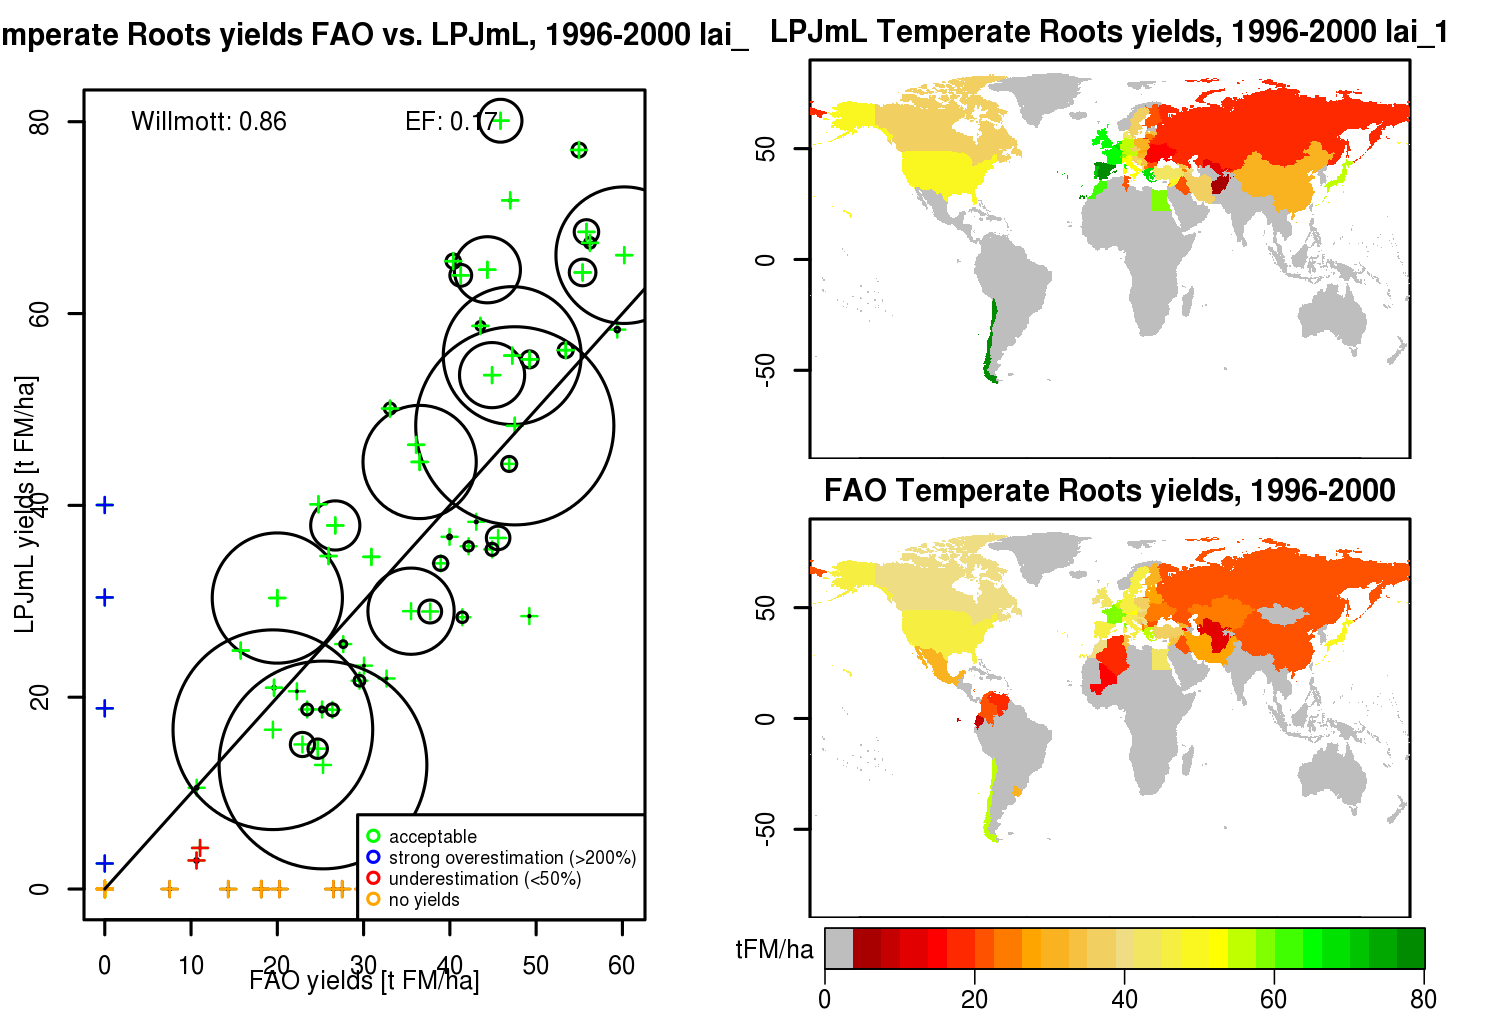 mperate Roots yields FAO vs. LPJmL, 1996-2000 lai_
Willmott: 0.86
EF: 0.17
LPJmL yields [t FM/ha]
0
20
40
60
80
acceptable
strong overestimation (>200%)
underestimation (<50%)
no yields
0
10
20
30
40
50
60
FAO yields [t FM/ha]
LPJmL Temperate Roots yields, 1996-2000 lai_1
50
0
-50
FAO Temperate Roots yields, 1996-2000
50
0
-50
tFM/ha
0
20
40
60
80